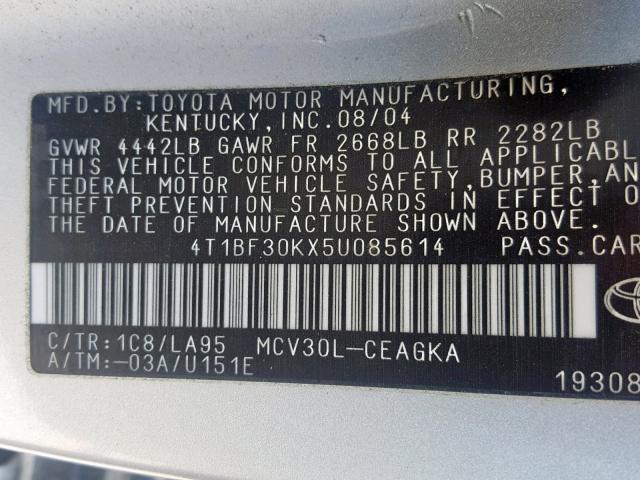 MFD.BY:TOYOTA MOTOR MANUFACTURING,
KENTUCKY,INC.08/04
GVWR 4442LB GAWR FR 2668LB RR 2282LB
THIS VEHICLE CONFORMS TO ALL APPLICABL
FEDERAL MOTOR VEHICLE SAFETY,BUMPER,AN
THEFT PREVENTION STANDARDS IN EFFECT O
THE DATE OF MANUFACTURE SHOWN ABOVE.
4T1BF30KX5U085614 PASS.CAR
C/TR:1C8/LA95 MCV30L-CEAGKA
A/TM:-03A/U151E
19308